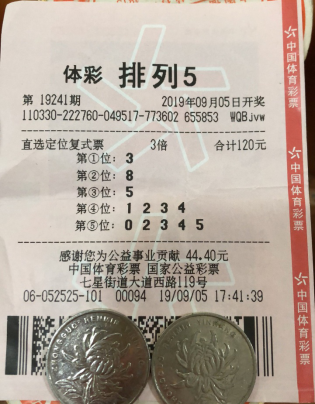 体彩 排列5
第 19241期 2019年09月05日开奖
110330-222760-049517-773602 655853 WQBjvw
直选定位复式票 3倍 合计120元
第①位: 3
第②位: 8
第③位: 5
第④位: 1 2 3 4
第⑤位: 0 2 3 4 5
感谢您为公益事业贡献 44.40元
中国体育彩票 国家公益彩票
七星街道大道西路119号
06-052525-101 00094 19/09/05 17:41:39
中国体育彩票
中国体育彩票
中国体育彩票